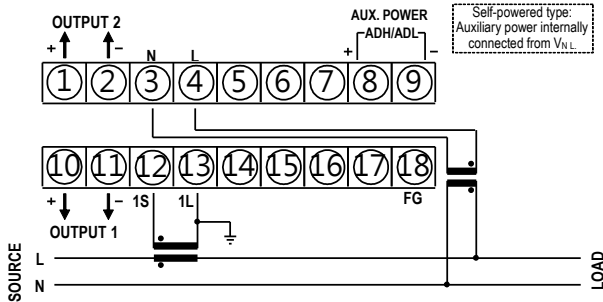 OUTPUT 2
AUX. POWER
ADH/ADL
Self-powered type:
Auxiliary power internally
connected from VN L.
+ − N L + −
1 2 3 4 5 6 7 8 9
10 11 12 13 14 15 16 17 18
+ − 1S 1L FG
OUTPUT 1
SOURCE
L
N
LOAD